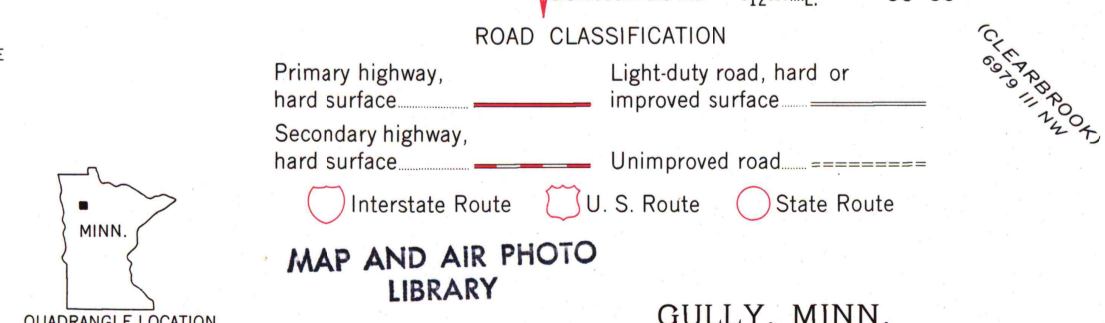 ROAD CLASSIFICATION
Primary highway,
hard surface
Light-duty road, hard or
improved surface
Secondary highway,
hard surface
Unimproved road
Interstate Route
U. S. Route
State Route
(CLEARBROOK)
6979 III NW
MINN.
QUADRANGLE LOCATION
MAP AND AIR PHOTO
LIBRARY
GULLY, MINN.